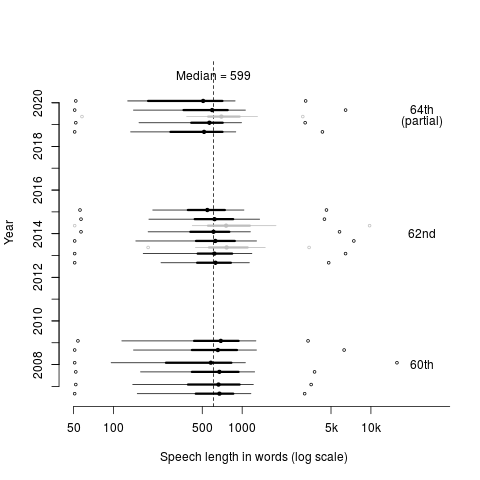 Median = 599
2020
2018
2016
2014
2012
2010
2008
Year
64th
(partial)
62nd
60th
50
100
500
1000
5k
10k
Speech length in words (log scale)